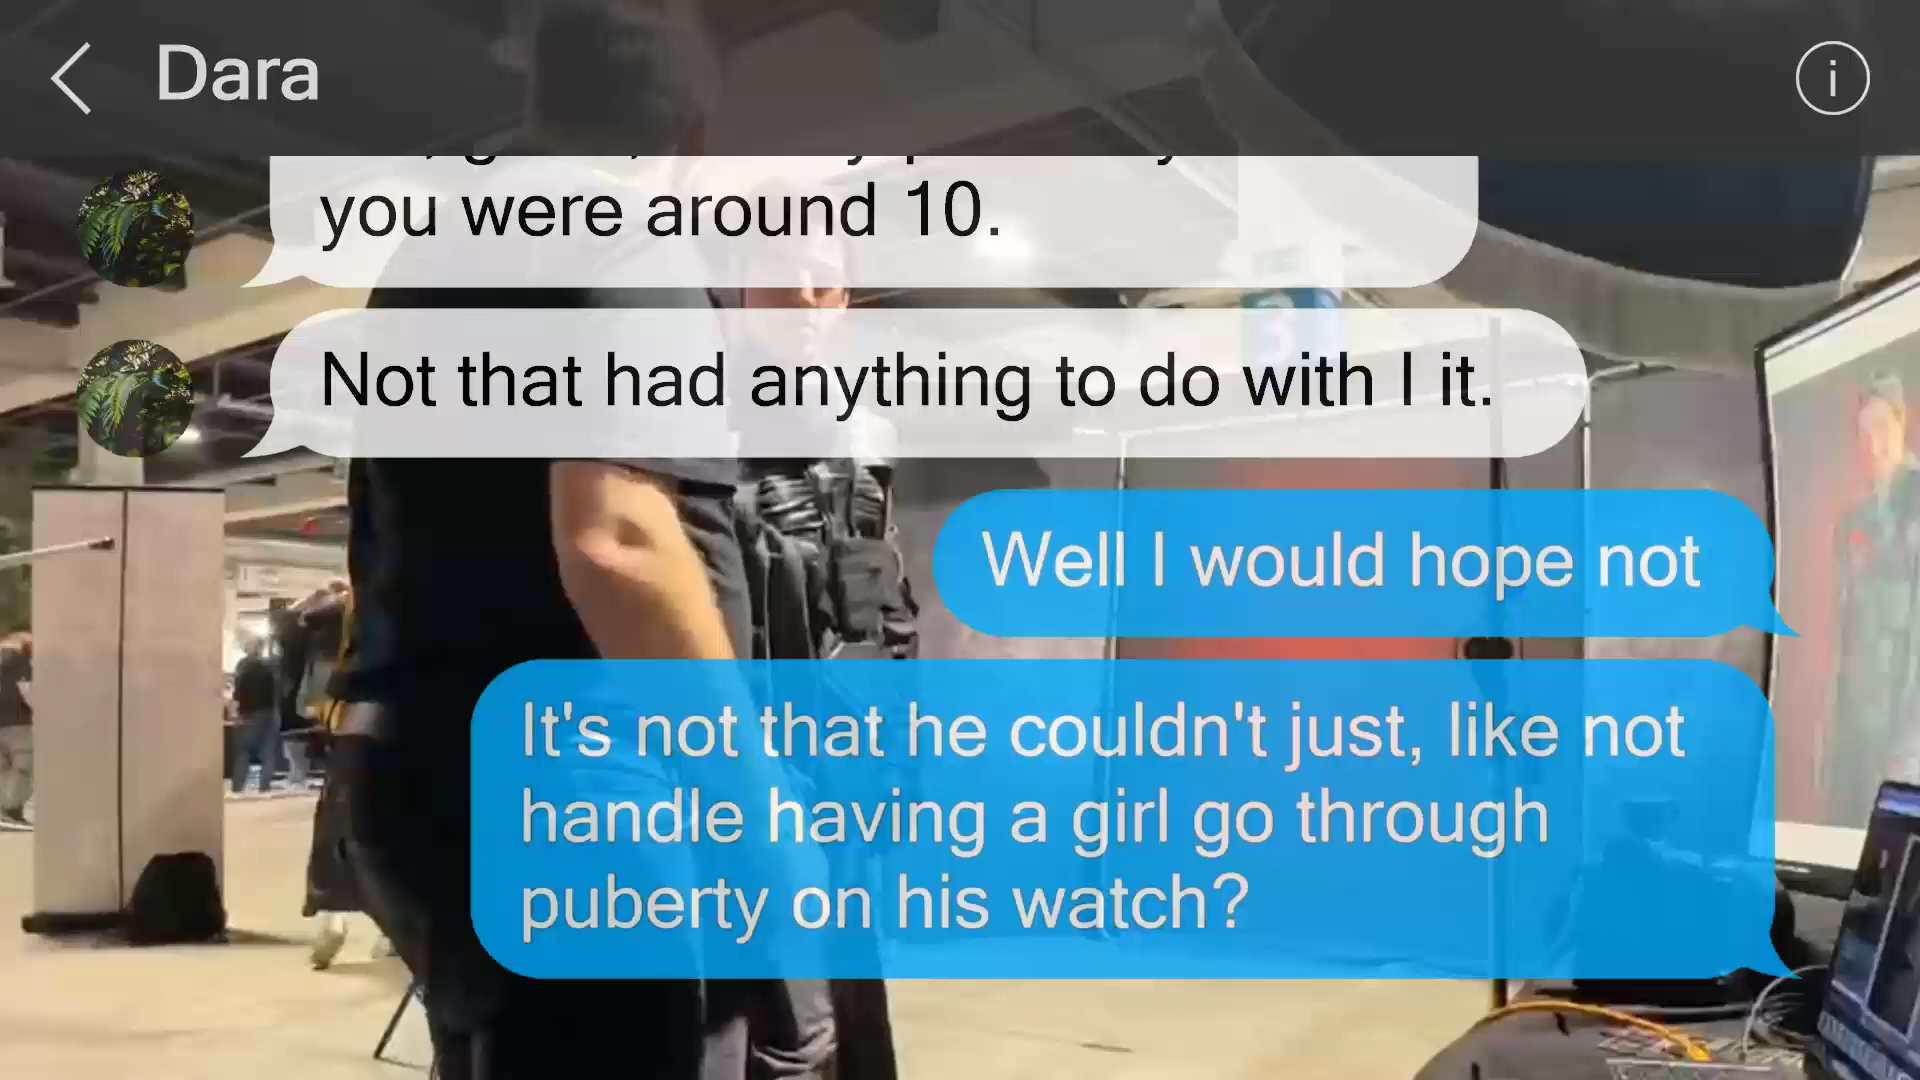 Dara
you were around 10.
Not that had anything to do with I it.
Well I would hope not
It's not that he couldn't just, like not
handle having a girl go through
puberty on his watch?
3